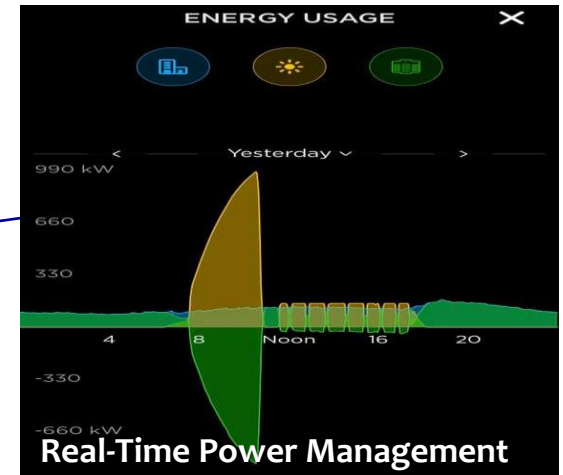 ENERGY USAGE ×
< Yesterday ⌄ >
990 kW
660
330
4 8 Noon 16 20
-330
-660 kW
Real-Time Power Management